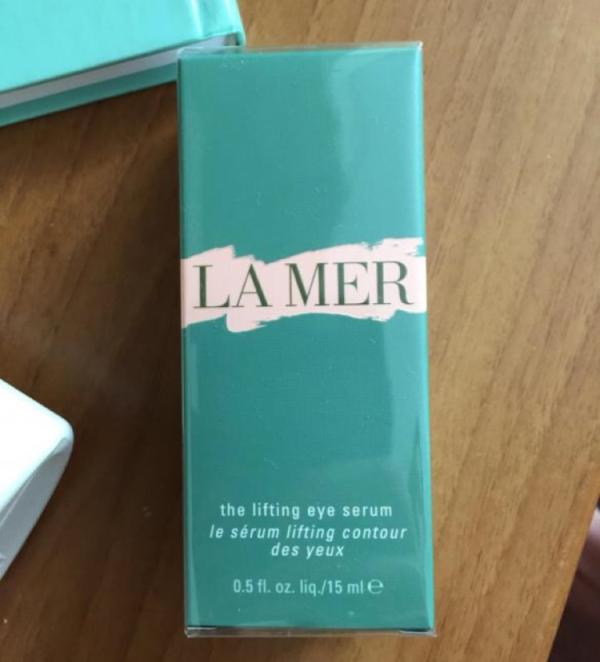 LA MER
the lifting eye serum
le sérum lifting contour
des yeux
0.5 fl. oz. liq./15 ml ℮